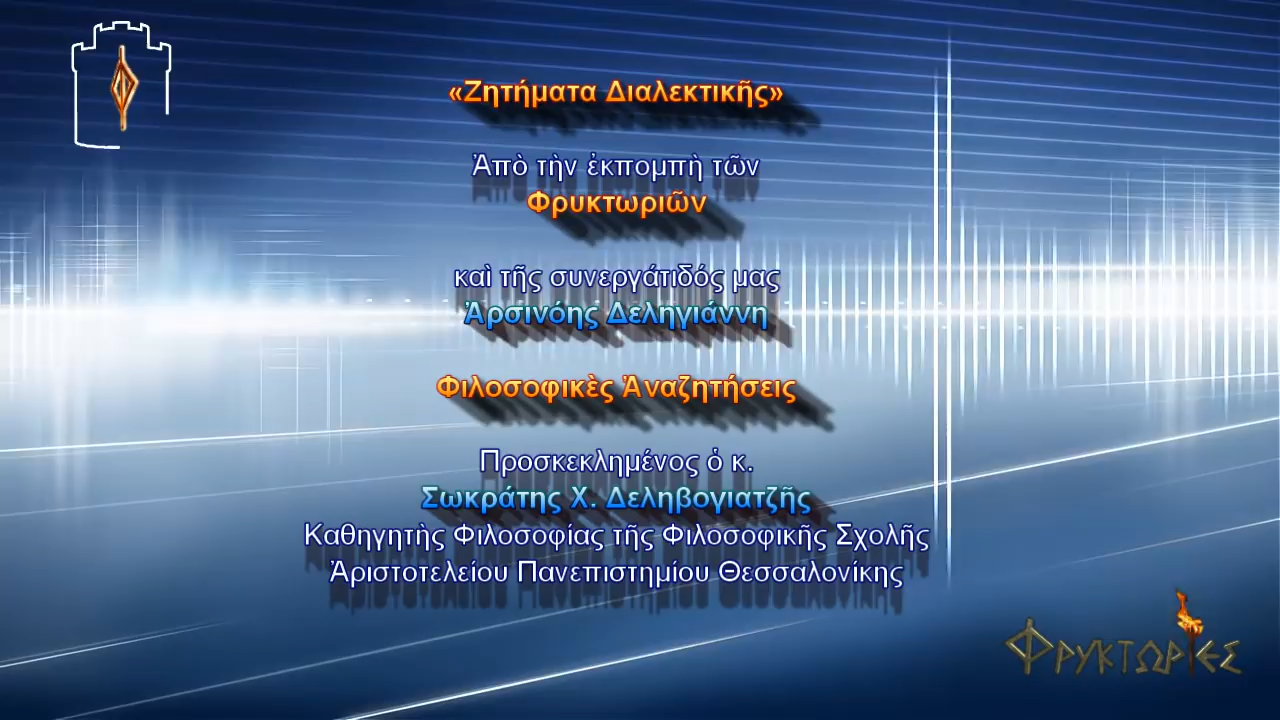 «Ζητήματα Διαλεκτικῆς»
Ἀπὸ τὴν ἐκπομπὴ τῶν
Φρυκτωριῶν
καὶ τῆς συνεργάτιδός μας
Ἀρσινόης Δεληγιάννη
Φιλοσοφικὲς Ἀναζητήσεις
Προσκεκλημένος ὁ κ.
Σωκράτης Χ. Δεληβογιατζῆς
Καθηγητὴς Φιλοσοφίας τῆς Φιλοσοφικῆς Σχολῆς
Ἀριστοτελείου Πανεπιστημίου Θεσσαλονίκης
ΦΡΥΚΤΩΡΙΕΣ